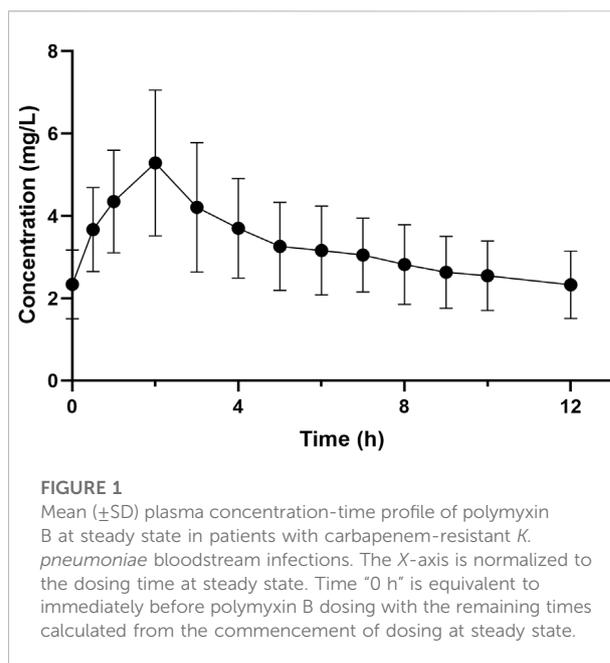 8
6
4
2
0
Concentration (mg/L)
0
4
8
12
Time (h)
FIGURE 1
Mean (±SD) plasma concentration-time profile of polymyxin
B at steady state in patients with carbapenem-resistant K.
pneumoniae bloodstream infections. The X-axis is normalized to
the dosing time at steady state. Time “0 h” is equivalent to
immediately before polymyxin B dosing with the remaining times
calculated from the commencement of dosing at steady state.